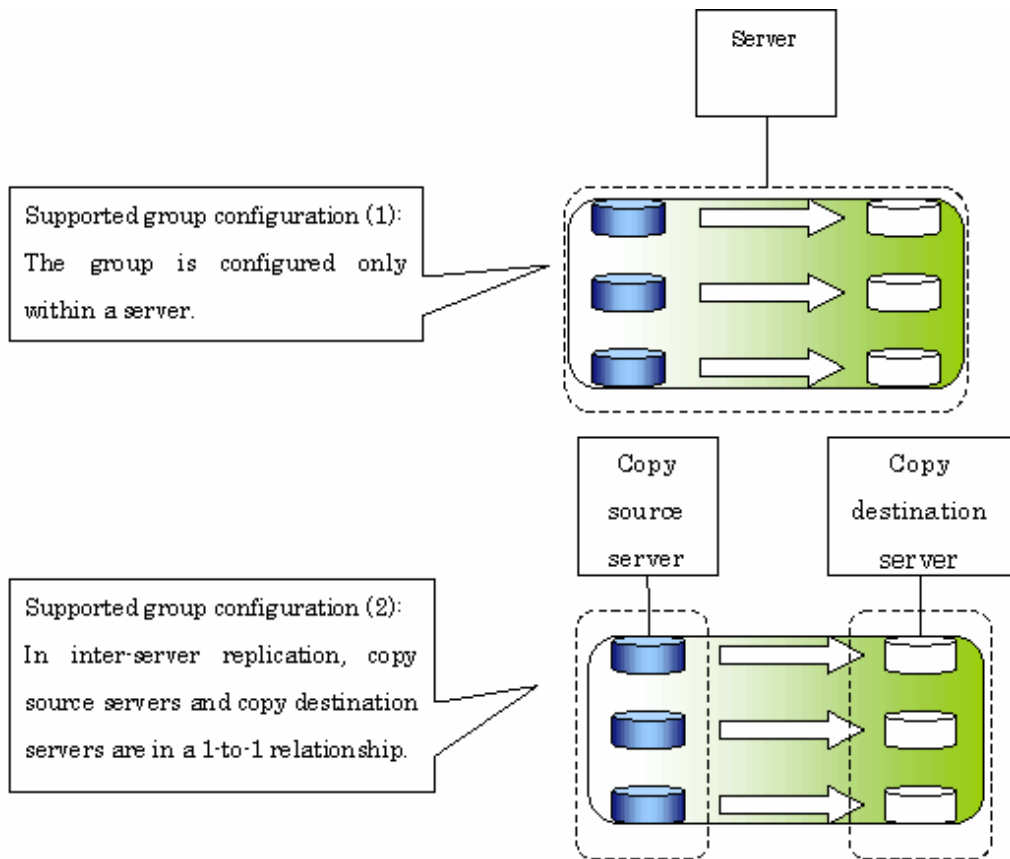 Server
Supported group configuration (1):
The group is configured only
within a server.
Copy
source
server
Copy
destination
server
Supported group configuration (2):
In inter-server replication, copy
source servers and copy destination
servers are in a 1-to-1 relationship.